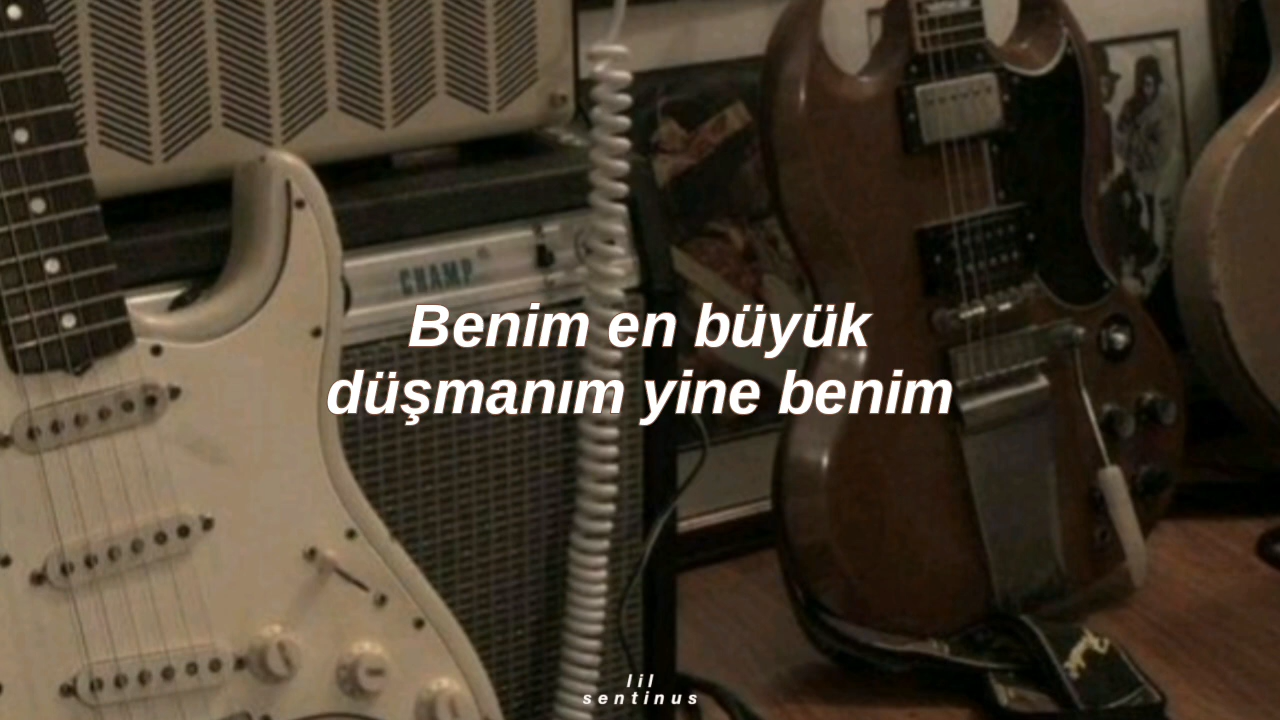 CHAMP
Benim en büyük
düşmanım yine benim
lil
sentinus